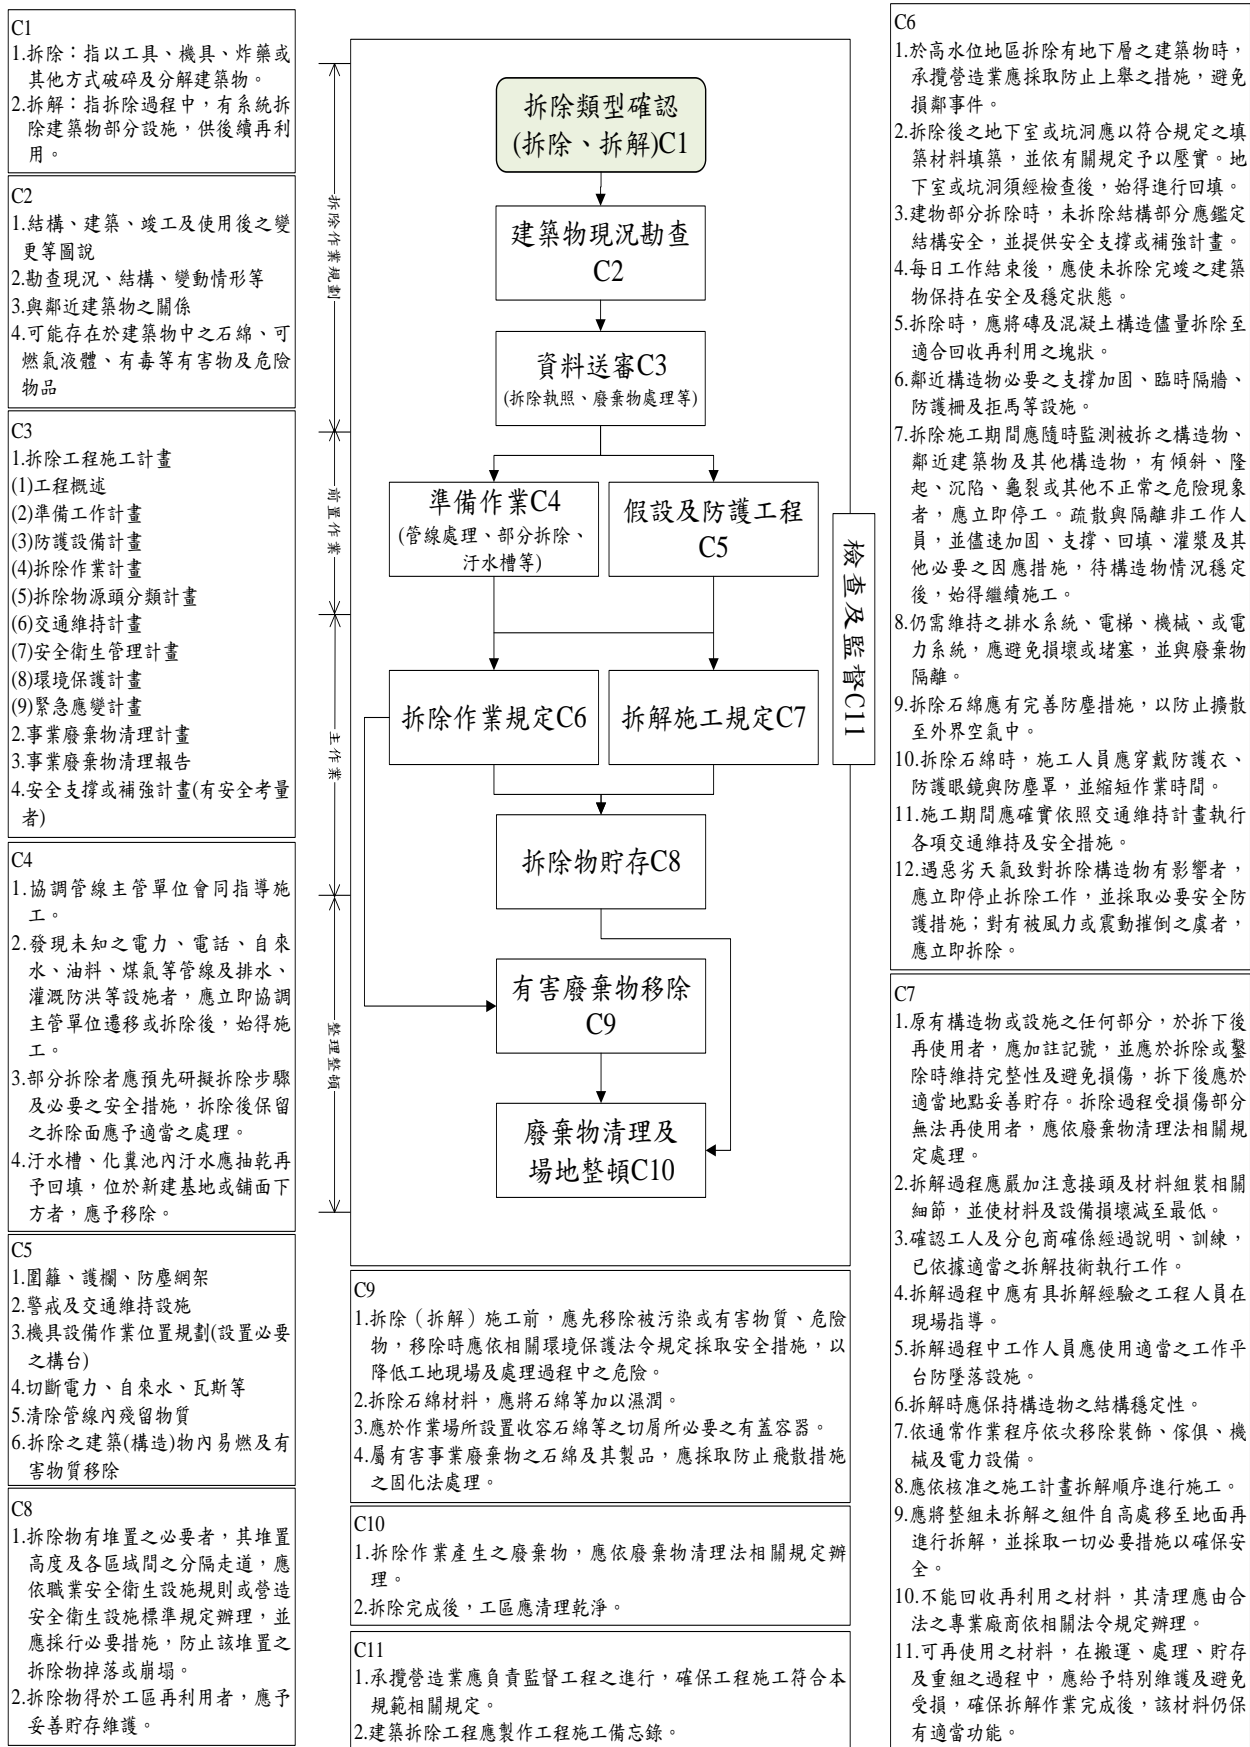 C1
1.拆除：指以工具、機具、炸藥或
其他方式破碎及分解建築物。
2.拆解：指拆除過程中，有系統拆
除建築物部分設施，供後續再利
用。
C2
1.結構、建築、竣工及使用後之變
更等圖說
2.勘查現況、結構、變動情形等
3.與鄰近建築物之關係
4.可能存在於建築物中之石綿、可
燃氣液體、有毒等有害物及危險
物品
C3
1.拆除工程施工計畫
(1)工程概述
(2)準備工作計畫
(3)防護設備計畫
(4)拆除作業計畫
(5)拆除物源頭分類計畫
(6)交通維持計畫
(7)安全衛生管理計畫
(8)環境保護計畫
(9)緊急應變計畫
2.事業廢棄物清理計畫
3.事業廢棄物清理報告
4.安全支撐或補強計畫(有安全考量
者)
C4
1.協調管線主管單位會同指導施
工。
2.發現未知之電力、電話、自來
水、油料、煤氣等管線及排水、
灌溉防洪等設施者，應立即協調
主管單位遷移或拆除後，始得施
工。
3.部分拆除者應預先研擬拆除步驟
及必要之安全措施，拆除後保留
之拆除面應予適當之處理。
4.汙水槽、化糞池內汙水應抽乾再
予回填，位於新建基地或舖面下
方者，應予移除。
C5
1.圍籬、護欄、防塵網架
2.警戒及交通維持設施
3.機具設備作業位置規劃(設置必要
之構台)
4.切斷電力、自來水、瓦斯等
5.清除管線內殘留物質
6.拆除之建築(構造)物內易燃及有
害物質移除
C8
1.拆除物有堆置之必要者，其堆置
高度及各區域間之分隔走道，應
依職業安全衛生設施規則或營造
安全衛生設施標準規定辦理，並
應採行必要措施，防止該堆置之
拆除物掉落或崩塌。
2.拆除物得於工區再利用者，應予
妥善貯存維護。
拆除作業規劃
前置作業
主作業
整理整頓
拆除類型確認
(拆除、拆解)C1
建築物現況勘查
C2
資料送審C3
(拆除執照、廢棄物處理等)
準備作業C4
(管線處理、部分拆除、
汙水槽等)
假設及防護工程
C5
拆除作業規定C6
拆解施工規定C7
拆除物貯存C8
有害廢棄物移除
C9
廢棄物清理及
場地整頓C10
檢查及監督C11
C9
1.拆除（拆解）施工前，應先移除被污染或有害物質、危險
物，移除時應依相關環境保護法令規定採取安全措施，以
降低工地現場及處理過程中之危險。
2.拆除石綿材料，應將石綿等加以濕潤。
3.應於作業場所設置收容石綿等之切屑所必要之有蓋容器。
4.屬有害事業廢棄物之石綿及其製品，應採取防止飛散措施
之固化法處理。
C10
1.拆除作業產生之廢棄物，應依廢棄物清理法相關規定辦
理。
2.拆除完成後，工區應清理乾淨。
C11
1.承攬營造業應負責監督工程之進行，確保工程施工符合本
規範相關規定。
2.建築拆除工程應製作工程施工備忘錄。
C6
1.於高水位地區拆除有地下層之建築物時，
承攬營造業應採取防止上舉之措施，避免
損鄰事件。
2.拆除後之地下室或坑洞應以符合規定之填
築材料填築，並依有關規定予以壓實。地
下室或坑洞須經檢查後，始得進行回填。
3.建物部分拆除時，未拆除結構部分應鑑定
結構安全，並提供安全支撐或補強計畫。
4.每日工作結束後，應使未拆除完竣之建築
物保持在安全及穩定狀態。
5.拆除時，應將磚及混凝土構造儘量拆除至
適合回收再利用之塊狀。
6.鄰近構造物必要之支撐加固、臨時隔牆、
防護柵及拒馬等設施。
7.拆除施工期間應隨時監測被拆之構造物、
鄰近建築物及其他構造物，有傾斜、隆
起、沉陷、龜裂或其他不正常之危險現象
者，應立即停工。疏散與隔離非工作人
員，並儘速加固、支撐、回填、灌漿及其
他必要之因應措施，待構造物情況穩定
後，始得繼續施工。
8.仍需維持之排水系統、電梯、機械、或電
力系統，應避免損壞或堵塞，並與廢棄物
隔離。
9.拆除石綿應有完善防塵措施，以防止擴散
至外界空氣中。
10.拆除石綿時，施工人員應穿戴防護衣、
防護眼鏡與防塵罩，並縮短作業時間。
11.施工期間應確實依照交通維持計畫執行
各項交通維持及安全措施。
12.遇惡劣天氣致對拆除構造物有影響者，
應立即停止拆除工作，並採取必要安全防
護措施；對有被風力或震動摧倒之虞者，
應立即拆除。
C7
1.原有構造物或設施之任何部分，於拆下後
再使用者，應加註記號，並應於拆除或鑿
除時維持完整性及避免損傷，拆下後應於
適當地點妥善貯存。拆除過程受損傷部分
無法再使用者，應依廢棄物清理法相關規
定處理。
2.拆解過程應嚴加注意接頭及材料組裝相關
細節，並使材料及設備損壞減至最低。
3.確認工人及分包商確係經過說明、訓練，
已依據適當之拆解技術執行工作。
4.拆解過程中應有具拆解經驗之工程人員在
現場指導。
5.拆解過程中工作人員應使用適當之工作平
台防墜落設施。
6.拆解時應保持構造物之結構穩定性。
7.依通常作業程序依次移除裝飾、傢俱、機
械及電力設備。
8.應依核准之施工計畫拆解順序進行施工。
9.應將整組未拆解之組件自高處移至地面再
進行拆解，並採取一切必要措施以確保安
全。
10.不能回收再利用之材料，其清理應由合
法之專業廠商依相關法令規定辦理。
11.可再使用之材料，在搬運、處理、貯存
及重組之過程中，應給予特別維護及避免
受損，確保拆解作業完成後，該材料仍保
有適當功能。